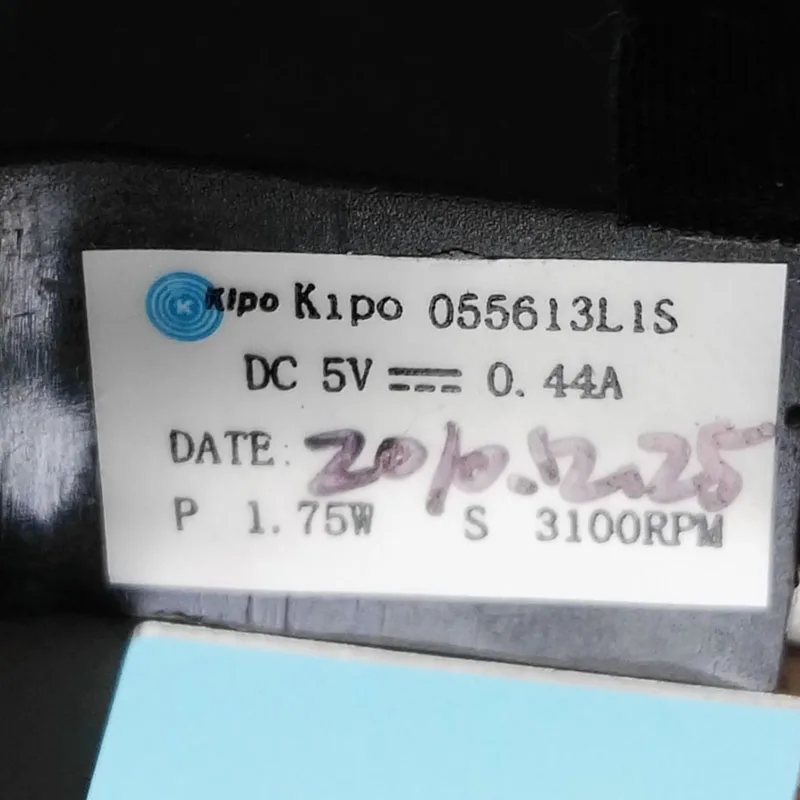 Kipo Kipo 055613L1S
DC 5V ⎓ 0.44A
DATE: 2010.12.25
P 1.75W S 3100RPM